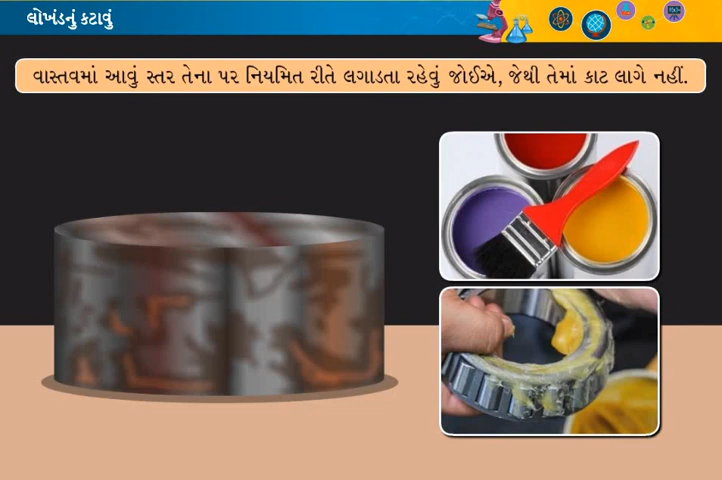 લોખંડનું કટાવું
વાસ્તવમાં આવું સ્તર તેના પર નિયમિત રીતે લગાડતા રહેવું જોઈએ, જેથી તેમાં કાટ લાગે નહીં.